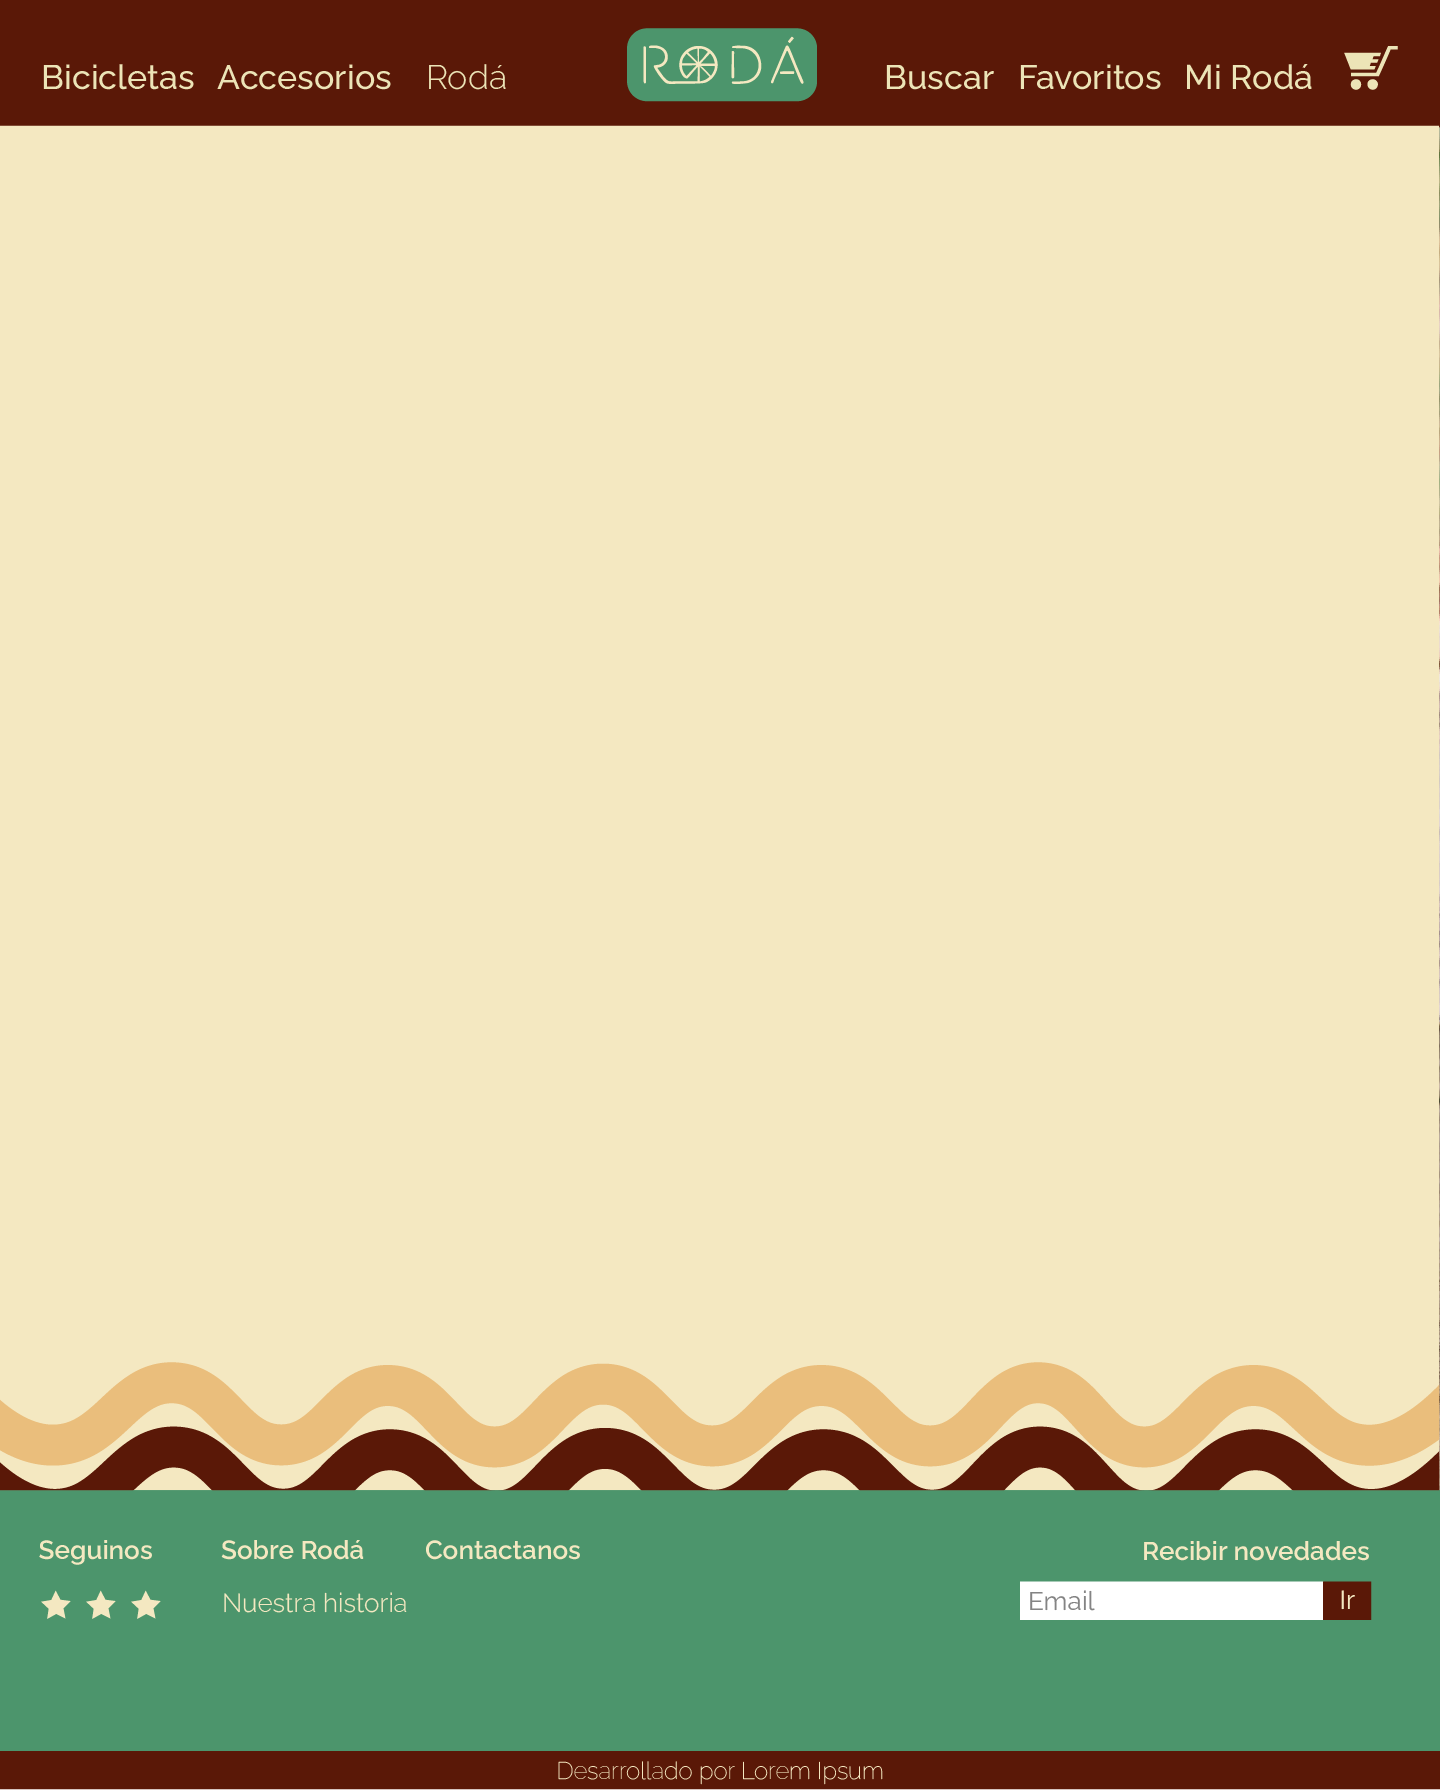 Bicicletas Accesorios Rodá RODÁ Buscar Favoritos Mi Rodá
Seguinos Sobre Rodá Contactanos Recibir novedades
Nuestra historia Email Ir
Desarrollado por Lorem Ipsum